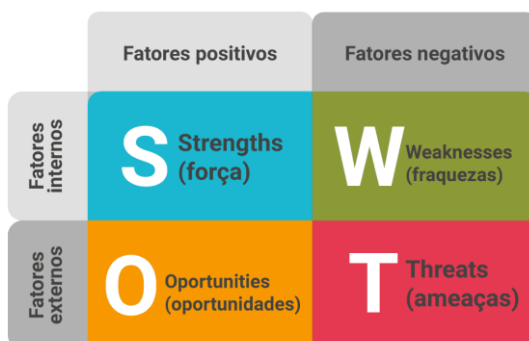 Fatores positivos
Fatores negativos
Fatores
internos
S
Strengths
(força)
W
Weaknesses
(fraquezas)
Fatores
externos
O
Oportunities
(oportunidades)
T
Threats
(ameaças)